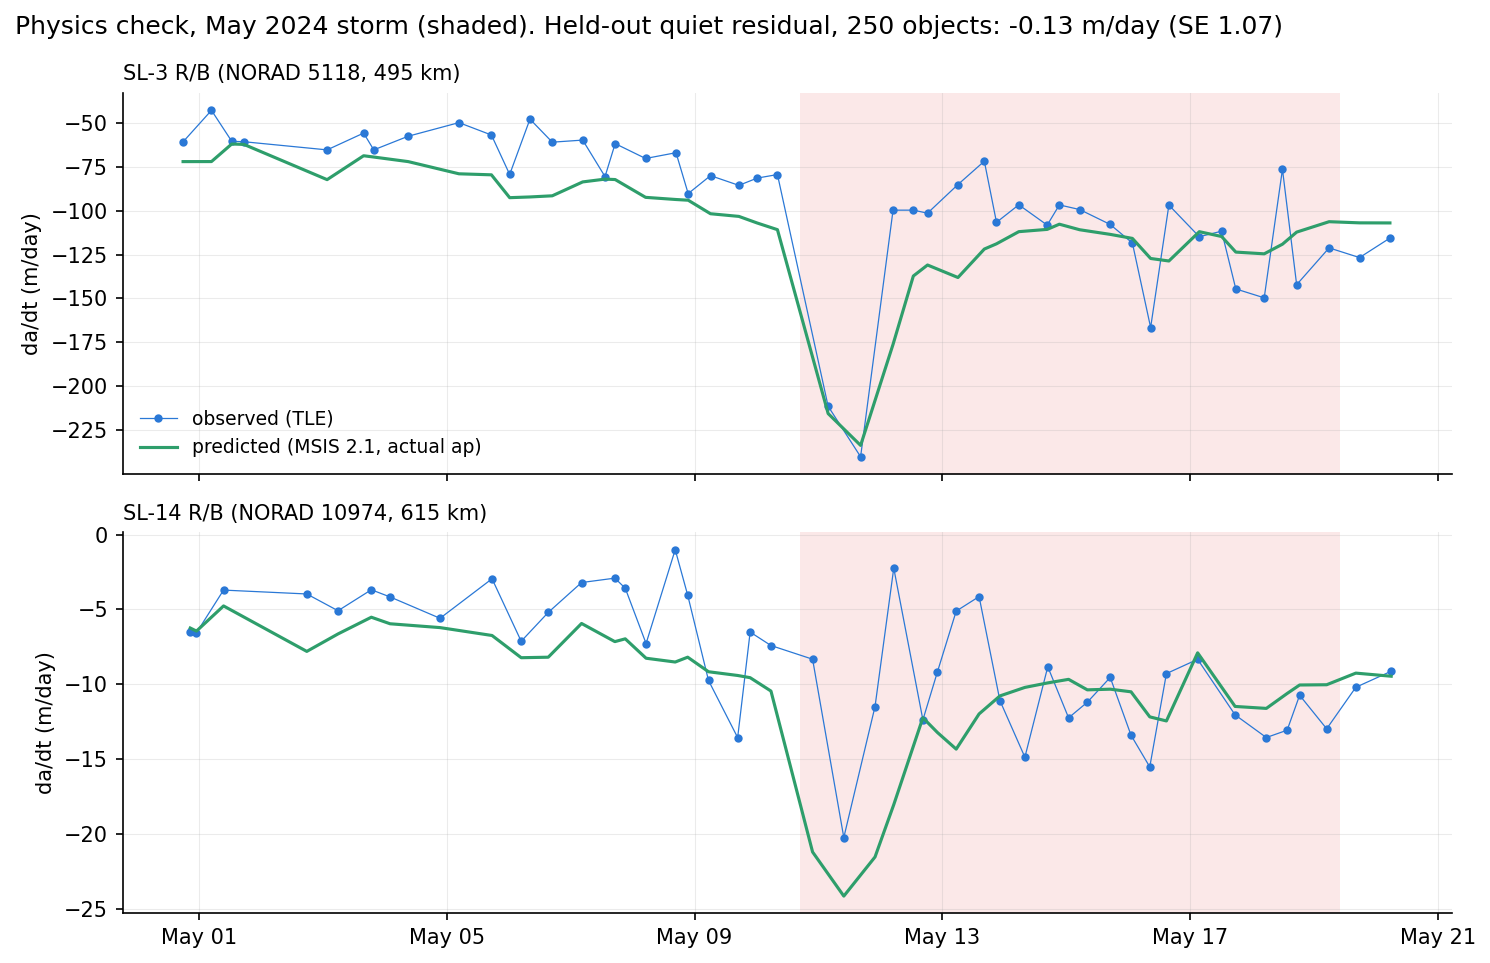 Physics check, May 2024 storm (shaded). Held-out quiet residual, 250 objects: -0.13 m/day (SE 1.07)
SL-3 R/B (NORAD 5118, 495 km)
da/dt (m/day)
−50
−75
−100
−125
−150
−175
−200
−225
observed (TLE)
predicted (MSIS 2.1, actual ap)
SL-14 R/B (NORAD 10974, 615 km)
da/dt (m/day)
0
−5
−10
−15
−20
−25
May 01
May 05
May 09
May 13
May 17
May 21